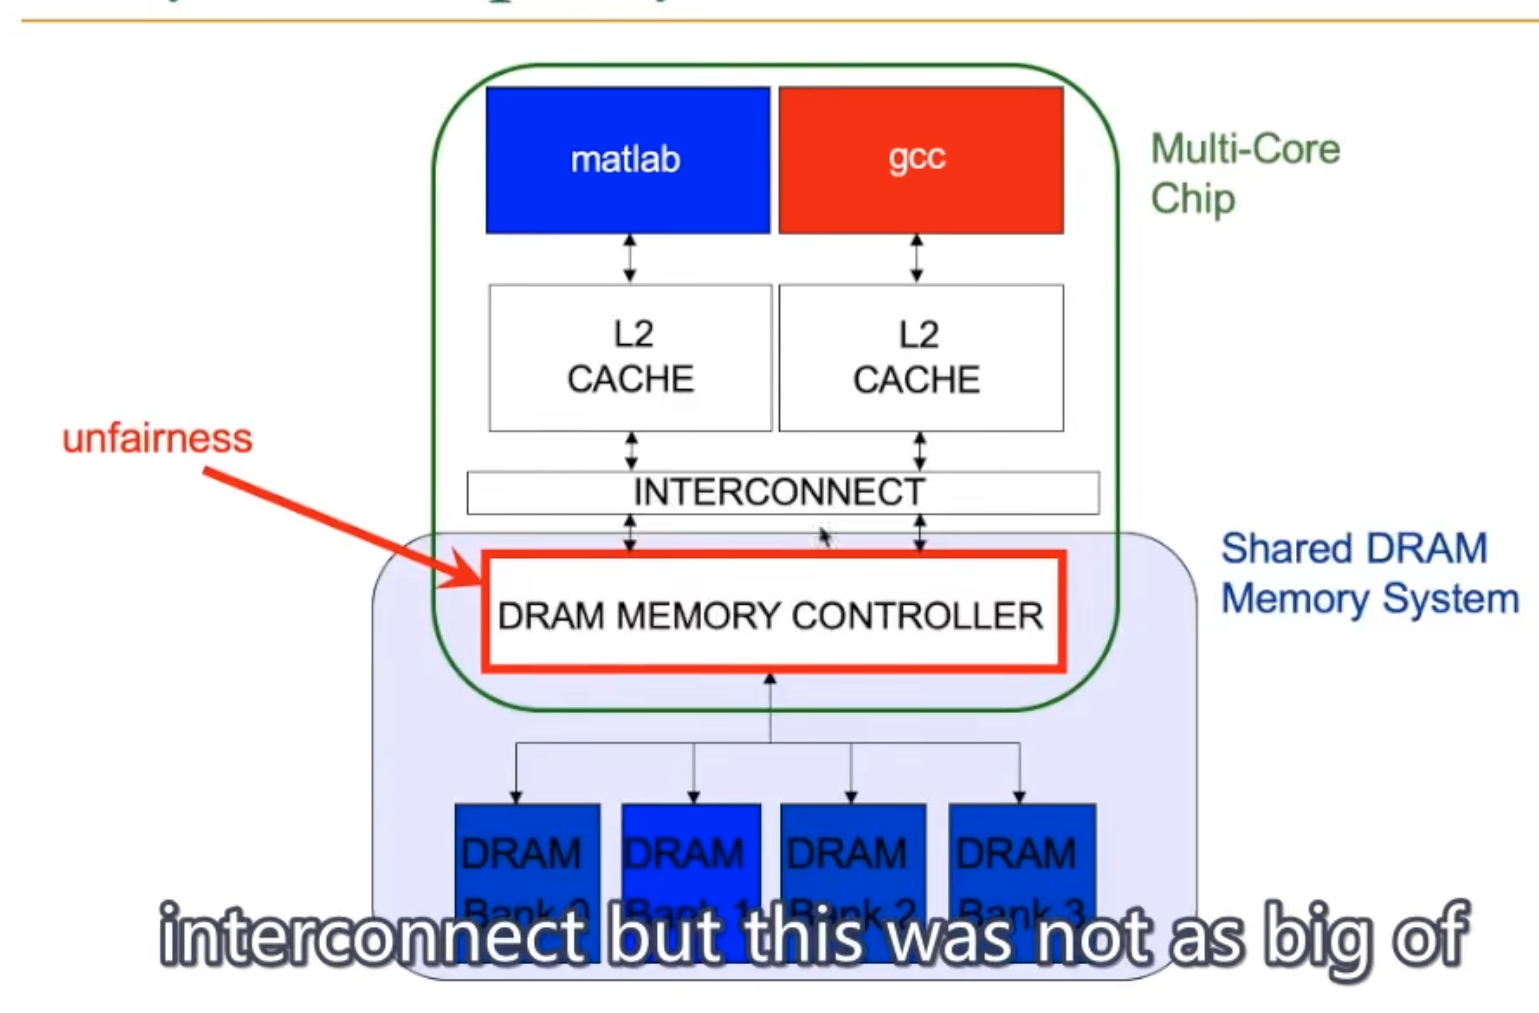 matlab
gcc
Multi-Core
Chip
L2
CACHE
L2
CACHE
unfairness
INTERCONNECT
Shared DRAM
Memory System
DRAM MEMORY CONTROLLER
DRAM
Bank 0
DRAM
Bank 1
DRAM
Bank 2
DRAM
Bank 3
interconnect but this was not as big of